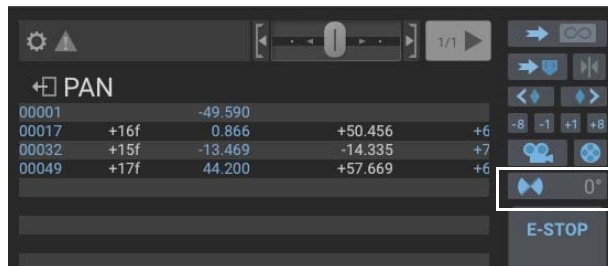 1/1
PAN
00001 -49.590
00017 +16f 0.866 +50.456 +6
00032 +15f -13.469 -14.335 +7
00049 +17f 44.200 +57.669 +6
-8 -1 +1 +8
0°
E-STOP